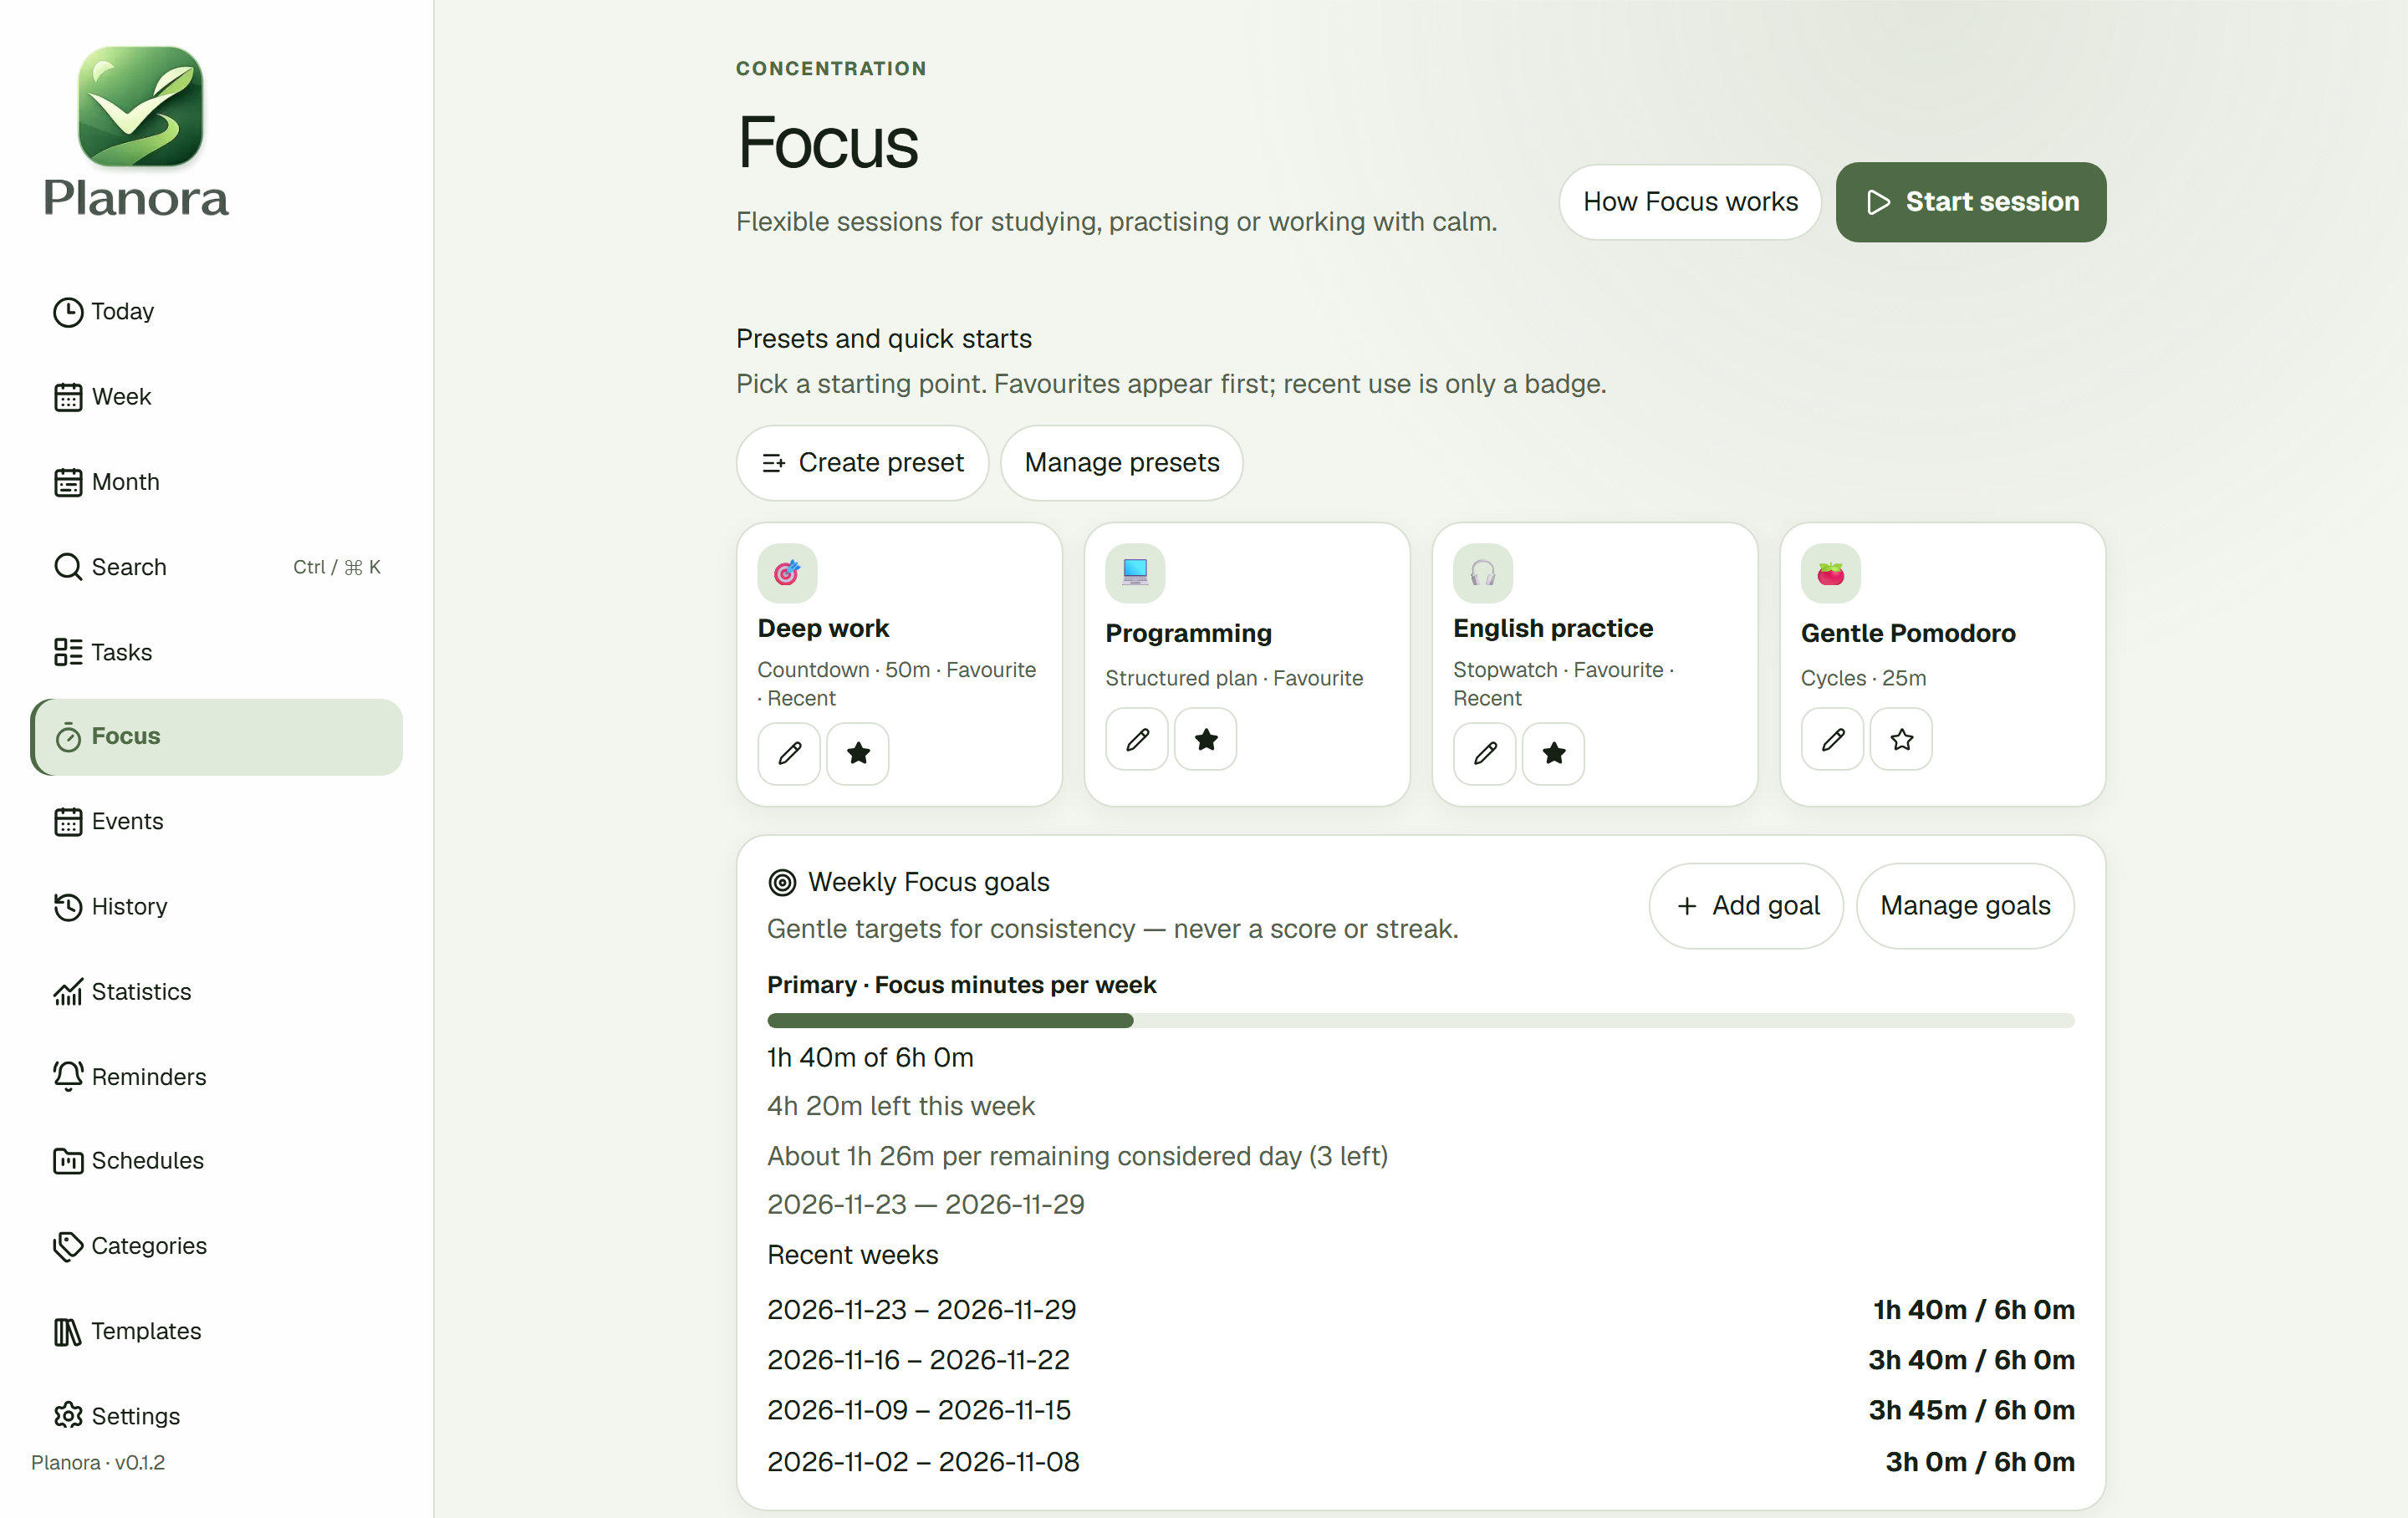 Planora
Today
Week
Month
Search Ctrl / ⌘ K
Tasks
Focus
Events
History
Statistics
Reminders
Schedules
Categories
Templates
Settings
Planora · v0.1.2
CONCENTRATION
Focus
Flexible sessions for studying, practising or working with calm.
How Focus works
Start session
Presets and quick starts
Pick a starting point. Favourites appear first; recent use is only a badge.
Create preset
Manage presets
Deep work
Countdown · 50m · Favourite
· Recent
Programming
Structured plan · Favourite
English practice
Stopwatch · Favourite ·
Recent
Gentle Pomodoro
Cycles · 25m
Weekly Focus goals
Gentle targets for consistency — never a score or streak.
Add goal
Manage goals
Primary · Focus minutes per week
1h 40m of 6h 0m
4h 20m left this week
About 1h 26m per remaining considered day (3 left)
2026-11-23 — 2026-11-29
Recent weeks
2026-11-23 – 2026-11-29 1h 40m / 6h 0m
2026-11-16 – 2026-11-22 3h 40m / 6h 0m
2026-11-09 – 2026-11-15 3h 45m / 6h 0m
2026-11-02 – 2026-11-08 3h 0m / 6h 0m